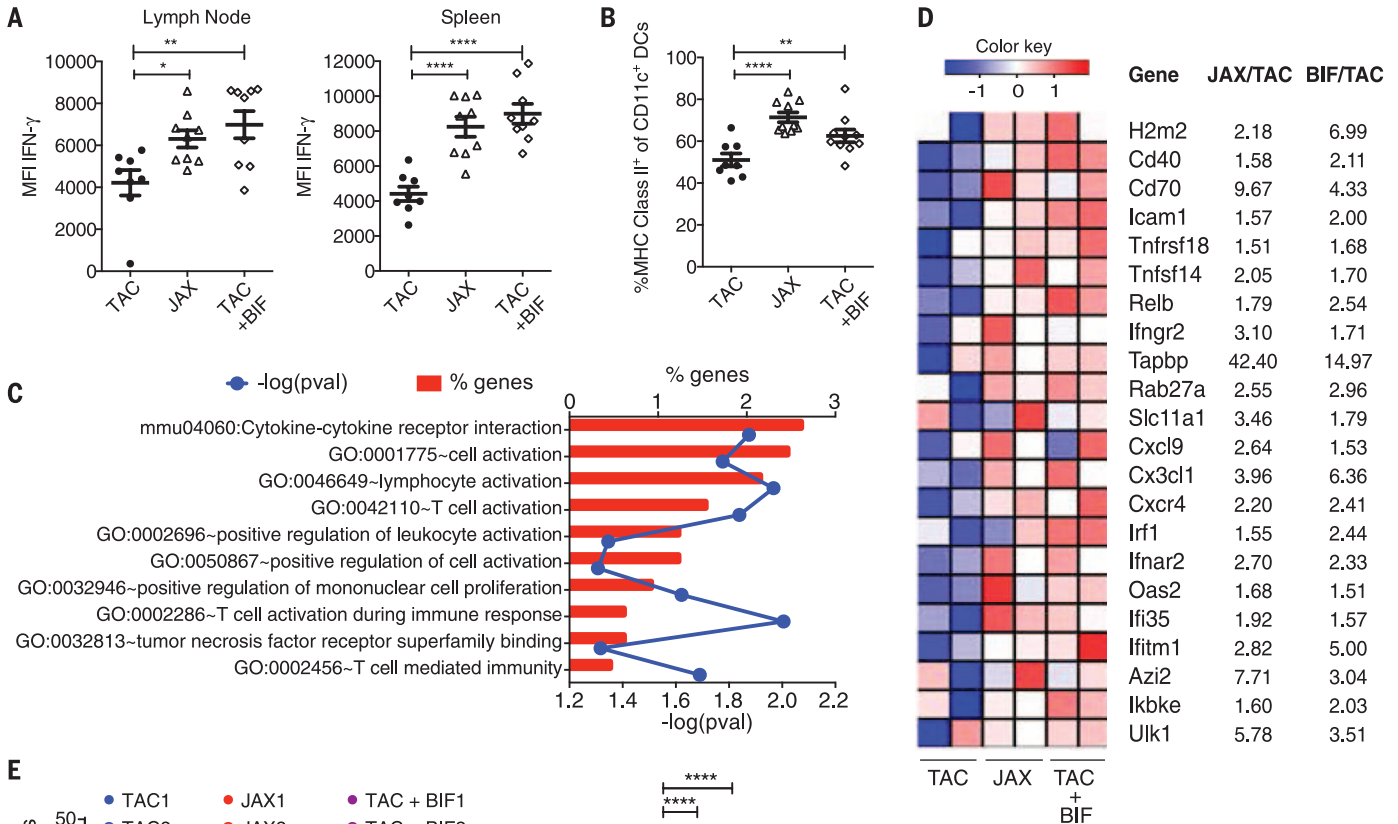 A
Lymph Node
Spleen
**
*
****
****
MFI IFN-γ
10000
8000
6000
4000
2000
0
TAC
JAX
TAC
+BIF
MFI IFN-γ
12000
10000
8000
6000
4000
2000
0
TAC
JAX
TAC
+BIF
B
%MHC Class II+ of CD11c+ DCs
**
****
100
80
60
40
20
0
TAC
JAX
TAC
+BIF
C
-log(pval)
% genes
% genes
0 1 2 3
mmu04060:Cytokine-cytokine receptor interaction
GO:0001775~cell activation
GO:0046649~lymphocyte activation
GO:0042110~T cell activation
GO:0002696~positive regulation of leukocyte activation
GO:0050867~positive regulation of cell activation
GO:0032946~positive regulation of mononuclear cell proliferation
GO:0002286~T cell activation during immune response
GO:0032813~tumor necrosis factor receptor superfamily binding
GO:0002456~T cell mediated immunity
1.2 1.4 1.6 1.8 2.0 2.2
-log(pval)
D
Color key
-1 0 1
Gene JAX/TAC BIF/TAC
H2m2 2.18 6.99
Cd40 1.58 2.11
Cd70 9.67 4.33
Icam1 1.57 2.00
Tnfrsf18 1.51 1.68
Tnfsf14 2.05 1.70
Relb 1.79 2.54
Ifngr2 3.10 1.71
Tapbp 42.40 14.97
Rab27a 2.55 2.96
Slc11a1 3.46 1.79
Cxcl9 2.64 1.53
Cx3cl1 3.96 6.36
Cxcr4 2.20 2.41
Irf1 1.55 2.44
Ifnar2 2.70 2.33
Oas2 1.68 1.51
Ifi35 1.92 1.57
Ifitm1 2.82 5.00
Azi2 7.71 3.04
Ikbke 1.60 2.03
Ulk1 5.78 3.51
TAC JAX TAC
+
BIF
E
TAC1 JAX1 TAC + BIF1
****
****
50